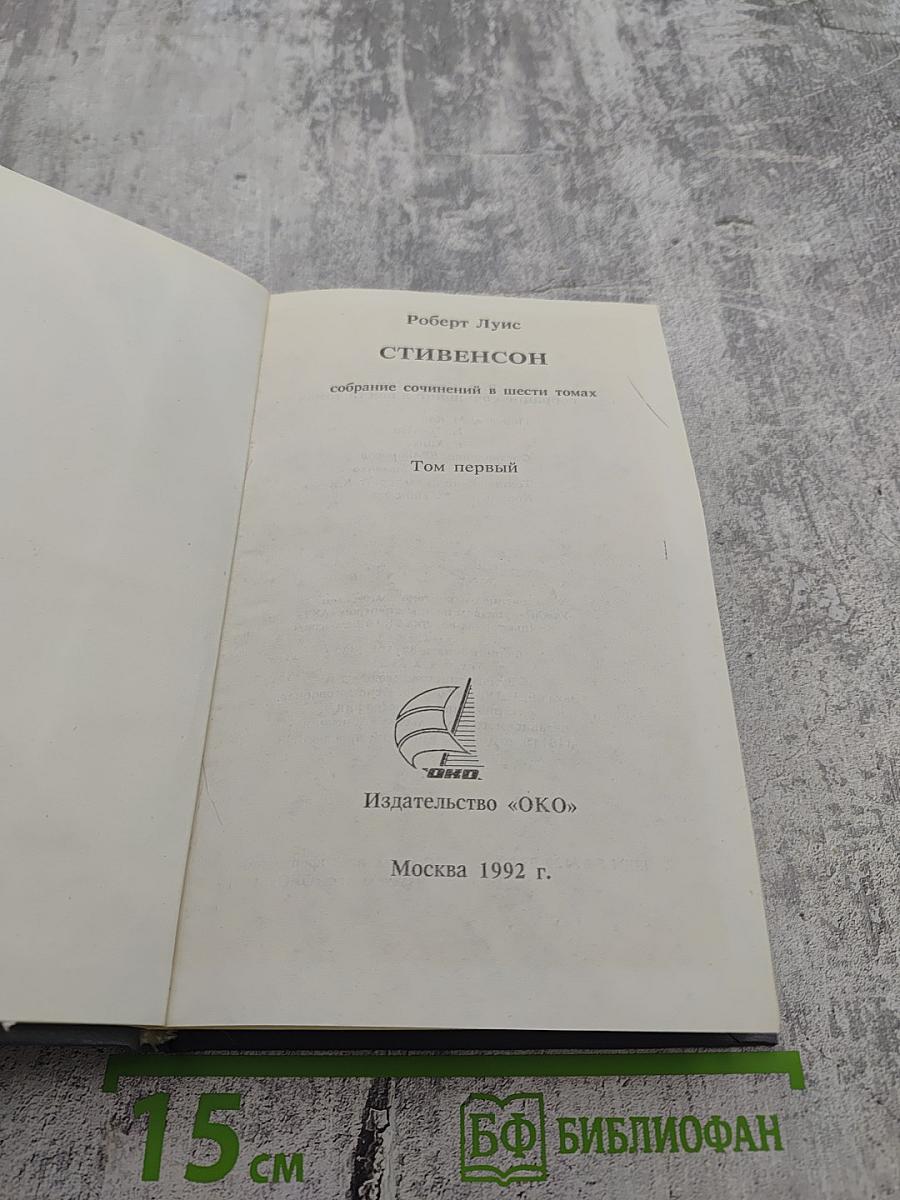 Роберт Луис
СТИВЕНСОН
собрание сочинений в шести томах
Том первый
"ОКО"
Издательство «ОКО»
Москва 1992 г.
15 см
БФ БИБЛИОФАН